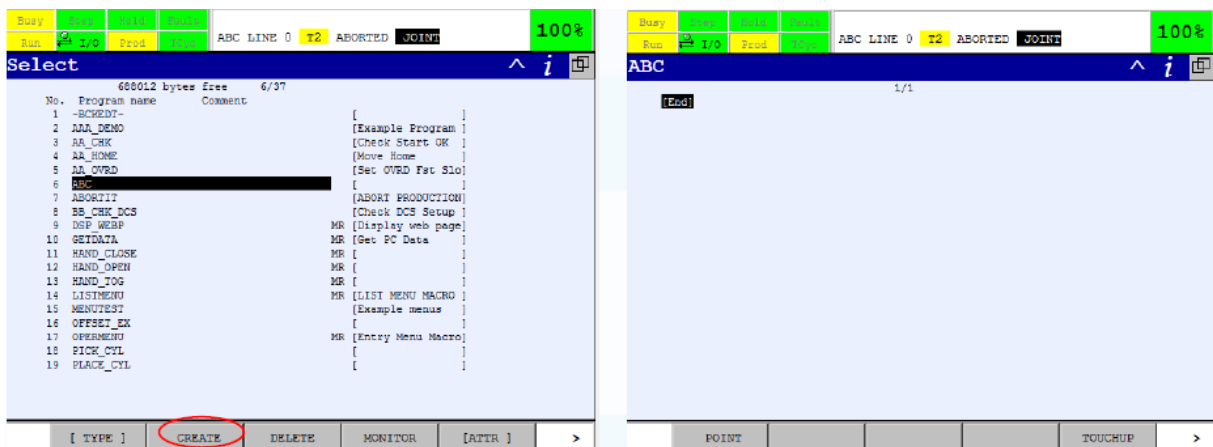 Busy Step Hold Fault
Run I/O Prod TCyc
ABC LINE 0 T2 ABORTED JOINT
100%
Select
i
688012 bytes free 6/37
No. Program name Comment
1 -BCKEDT- [ ]
2 AAA_DEMO [Example Program ]
3 AA_CHK [Check Start OK ]
4 AA_HOME [Move Home ]
5 AA_OVRD [Set OVRD Fst Slo]
6 ABC [ ]
7 ABORTIT [ABORT PRODUCTION]
8 BB_CHK_DCS [Check DCS Setup ]
9 DSP_WEBP MR [Display web page]
10 GETDATA MR [Get PC Data ]
11 HAND_CLOSE MR [ ]
12 HAND_OPEN MR [ ]
13 HAND_TOG MR [ ]
14 LISTMENU MR [LIST MENU MACRO ]
15 MENUTEST [Example menus ]
16 OFFSET_EX [ ]
17 OPERMENU MR [Entry Menu Macro]
18 PICK_CYL [ ]
19 PLACE_CYL [ ]
[ TYPE ] CREATE DELETE MONITOR [ATTR ] >
Busy Step Hold Fault
Run I/O Prod TCyc
ABC LINE 0 T2 ABORTED JOINT
100%
ABC
i
1/1
[End]
POINT TOUCHUP >